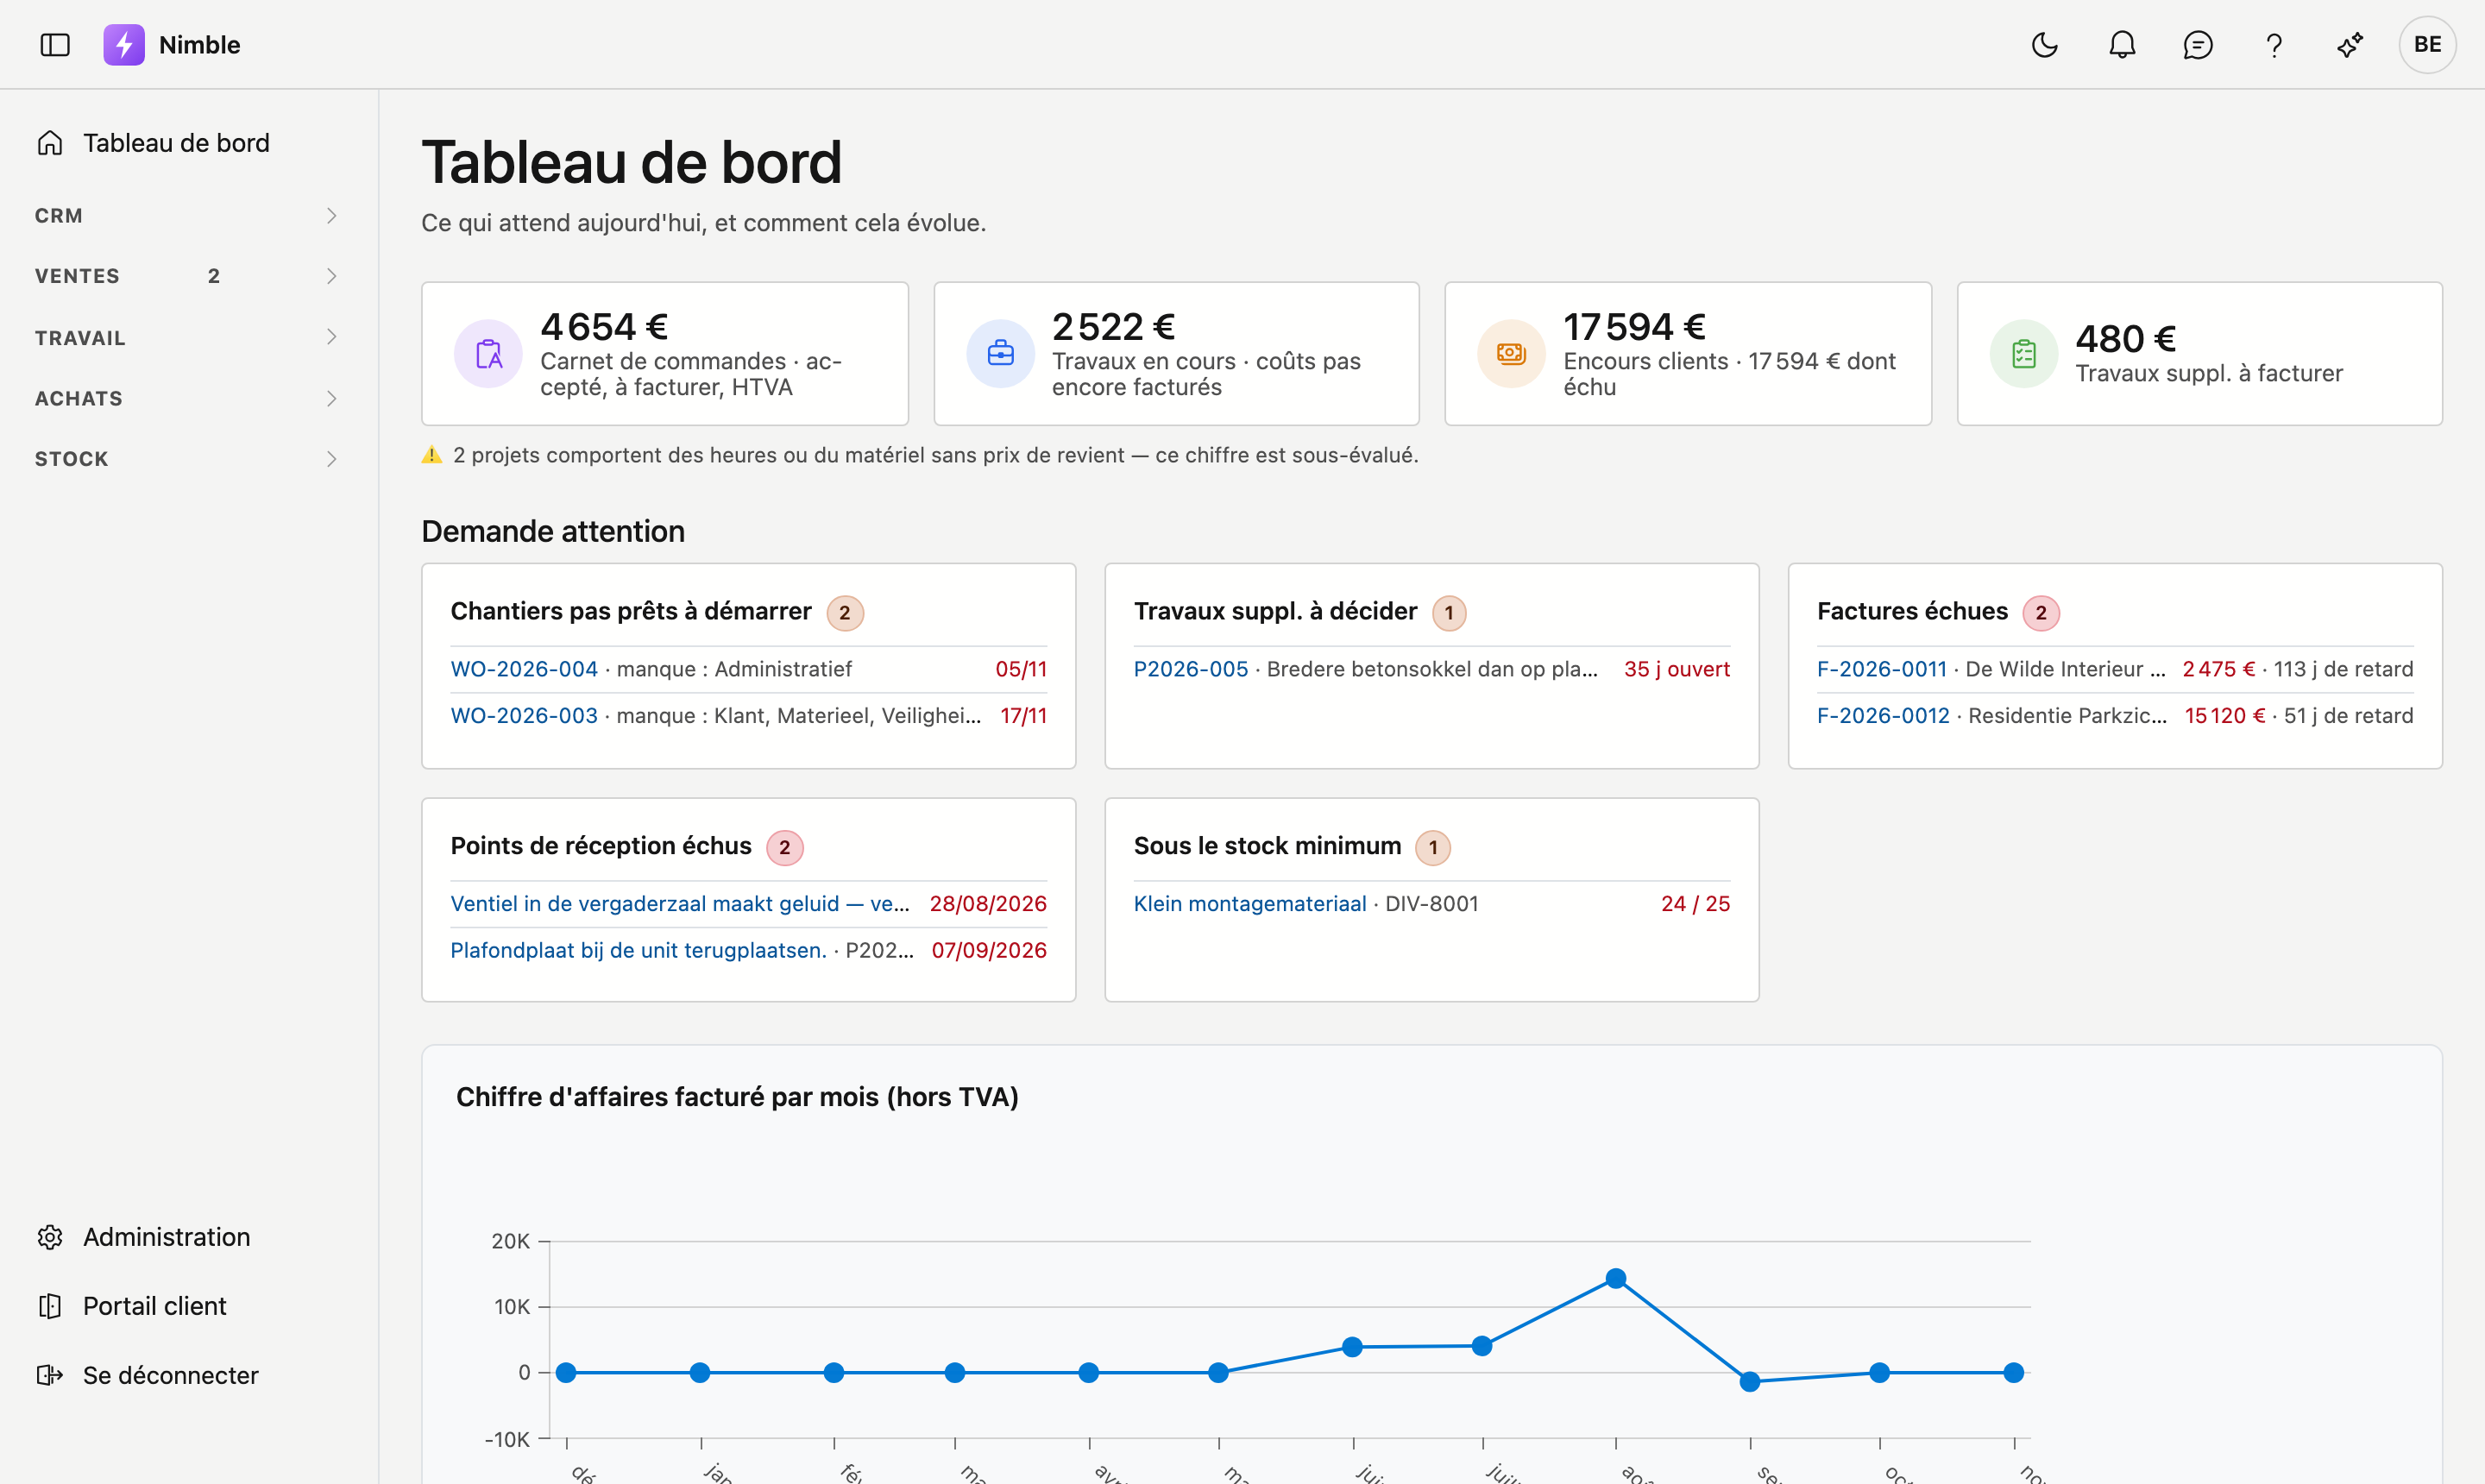 Nimble
BE
Tableau de bord
CRM
VENTES 2
TRAVAIL
ACHATS
STOCK
Administration
Portail client
Se déconnecter
Tableau de bord
Ce qui attend aujourd'hui, et comment cela évolue.
4 654 €
Carnet de commandes · ac-
cepté, à facturer, HTVA
2 522 €
Travaux en cours · coûts pas
encore facturés
17 594 €
Encours clients · 17 594 € dont
échu
480 €
Travaux suppl. à facturer
2 projets comportent des heures ou du matériel sans prix de revient — ce chiffre est sous-évalué.
Demande attention
Chantiers pas prêts à démarrer 2
WO-2026-004 · manque : Administratief 05/11
WO-2026-003 · manque : Klant, Materieel, Veilighei... 17/11
Travaux suppl. à décider 1
P2026-005 · Bredere betonsokkel dan op pla... 35 j ouvert
Factures échues 2
F-2026-0011 · De Wilde Interieur ... 2 475 € · 113 j de retard
F-2026-0012 · Residentie Parkzic... 15 120 € · 51 j de retard
Points de réception échus 2
Ventiel in de vergaderzaal maakt geluid — ve... 28/08/2026
Plafondplaat bij de unit terugplaatsen. · P202... 07/09/2026
Sous le stock minimum 1
Klein montagemateriaal · DIV-8001 24 / 25
Chiffre d'affaires facturé par mois (hors TVA)
20K
10K
0
-10K